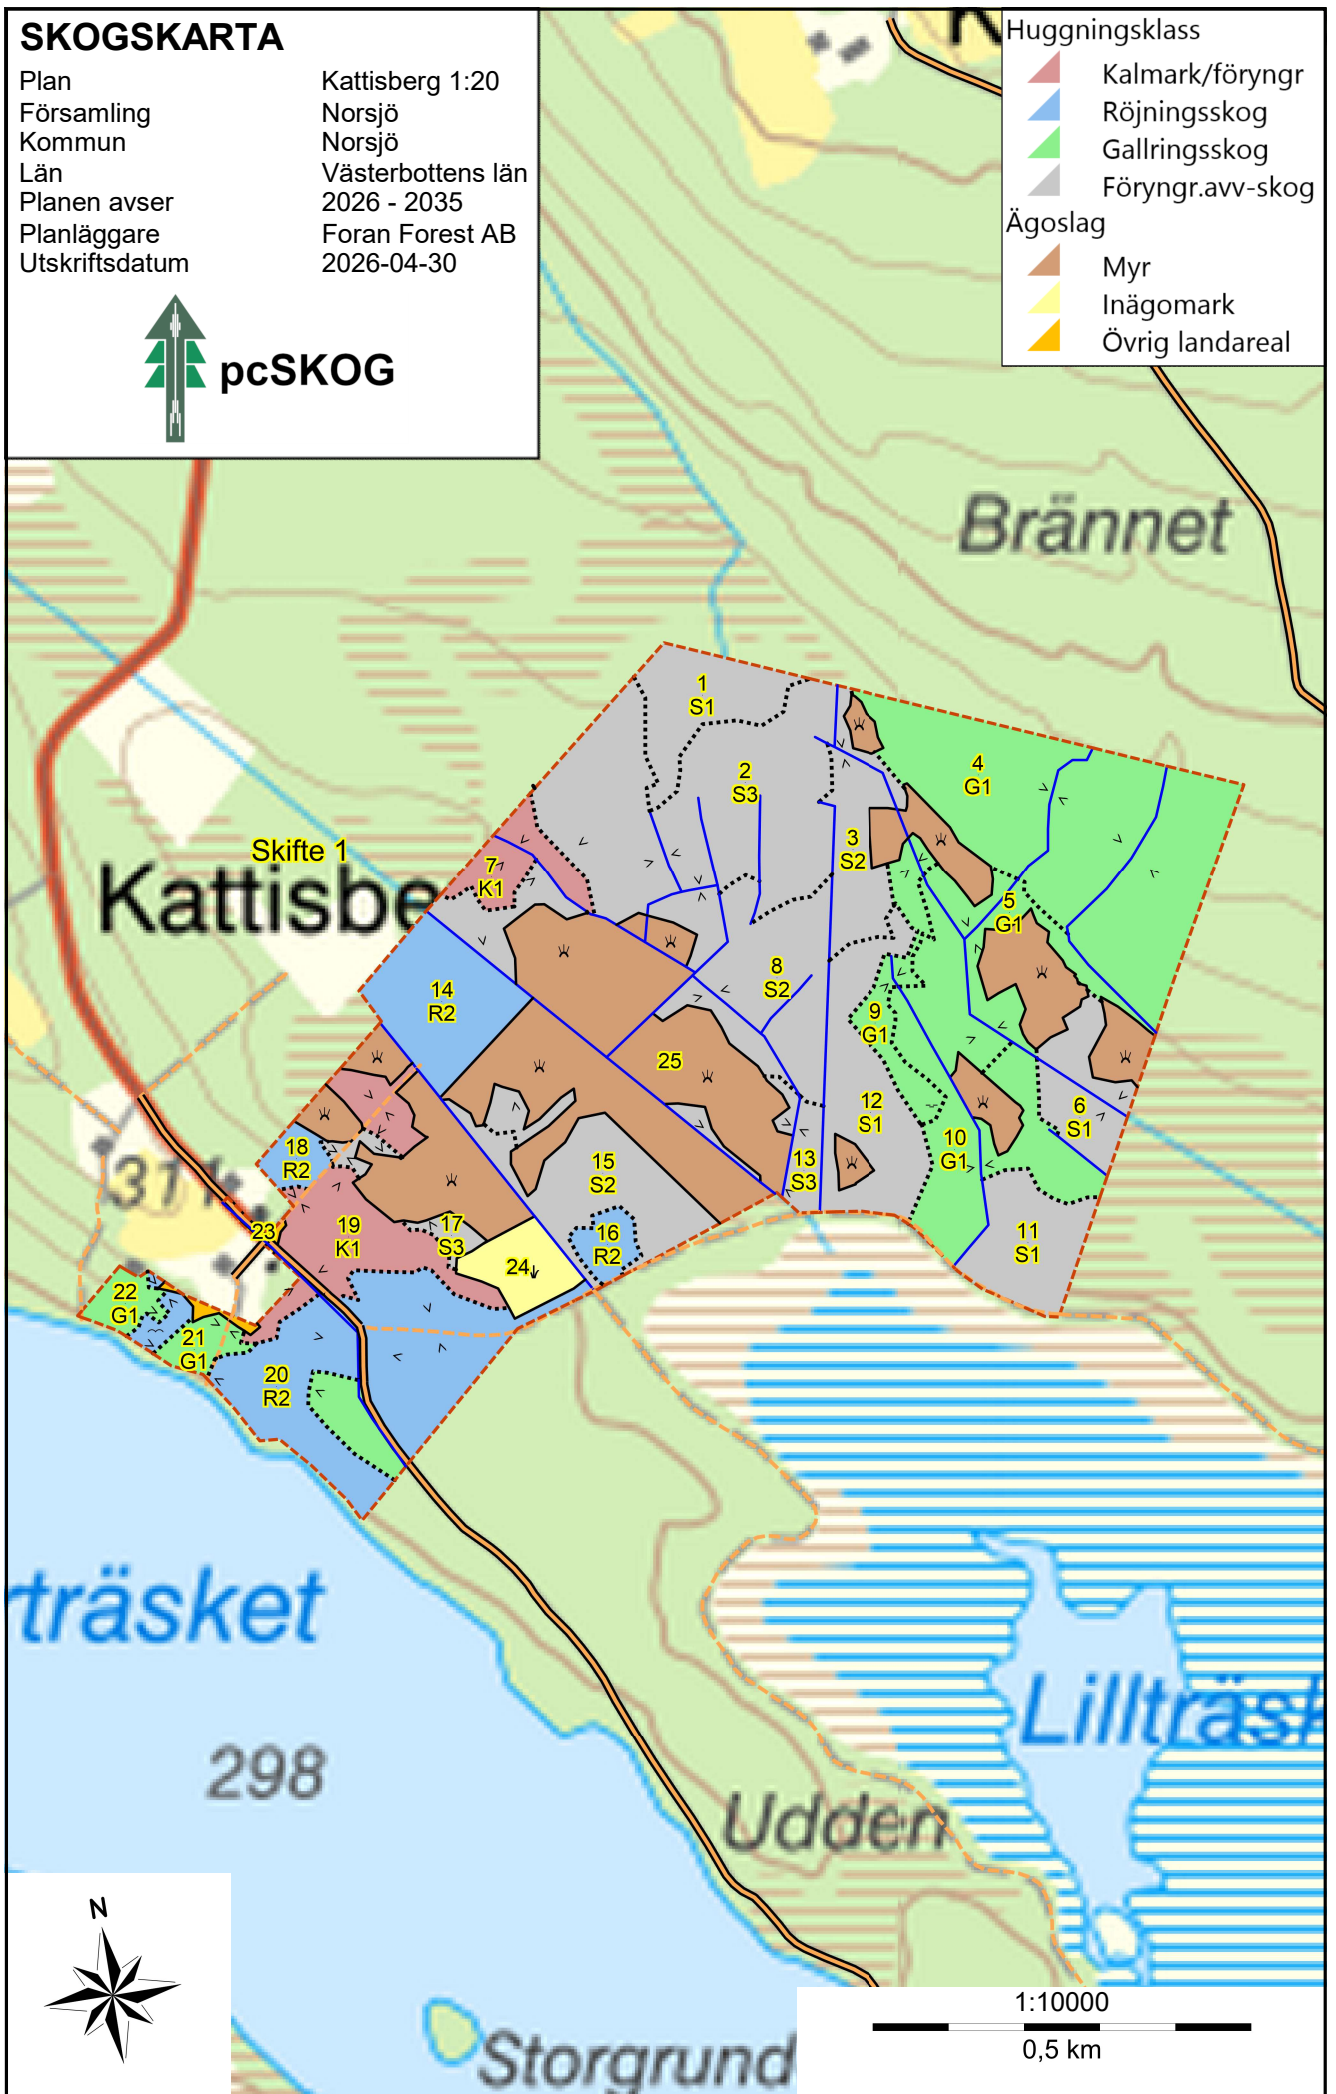 SKOGSKARTA
Plan Kattisberg 1:20
Församling Norsjö
Kommun Norsjö
Län Västerbottens län
Planen avser 2026 - 2035
Planläggare Foran Forest AB
Utskriftsdatum 2026-04-30
pcSKOG
Huggningsklass
Kalmark/föryngr
Röjningsskog
Gallringsskog
Föryngr.avv-skog
Ägoslag
Myr
Inägomark
Övrig landareal
K
Brännet
1
S1
2
S3
4
G1
3
S2
Skifte 1
Kattisbe
7
K1
5
G1
8
S2
14
R2
9
G1
25
12
S1
6
S1
10
G1
18
R2
15
S2
13
S3
311
23
19
K1
17
S3
16
R2
11
S1
24
22
G1
21
G1
20
R2
rträsket
Lillträsk
298
Udden
N
Storgrund
1:10000
0,5 km